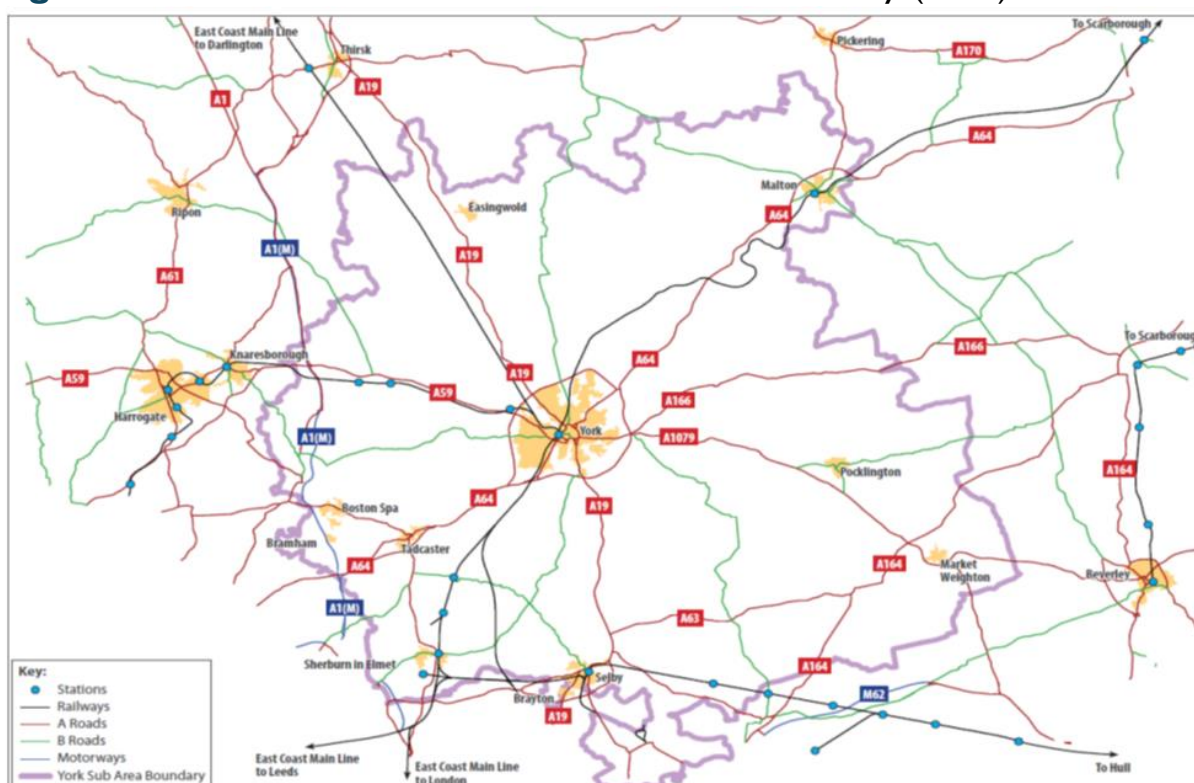 East Coast Main Line
to Darlington
Thirsk
A19
A1
Pickering
A170
To Scarborough
A64
Malton
A64
Ripon
Easingwold
A1(M)
A19
A61
Knaresborough
A59
A19
A64
A166
To Scarboroug
A59
A166
Harrogate
York
A1079
A1(M)
Pocklington
A164
Boston Spa
A64
A19
Bramham
Tadcaster
A64
A164
Market
Weighton
Beverley
A1(M)
A63
Sherburn in Elmet
Selby
A164
Brayton
A19
M62
East Coast Main Line
to Leeds
East Coast Main Line
to London
To Hull
Key:
Stations
Railways
A Roads
B Roads
Motorways
York Sub Area Boundary